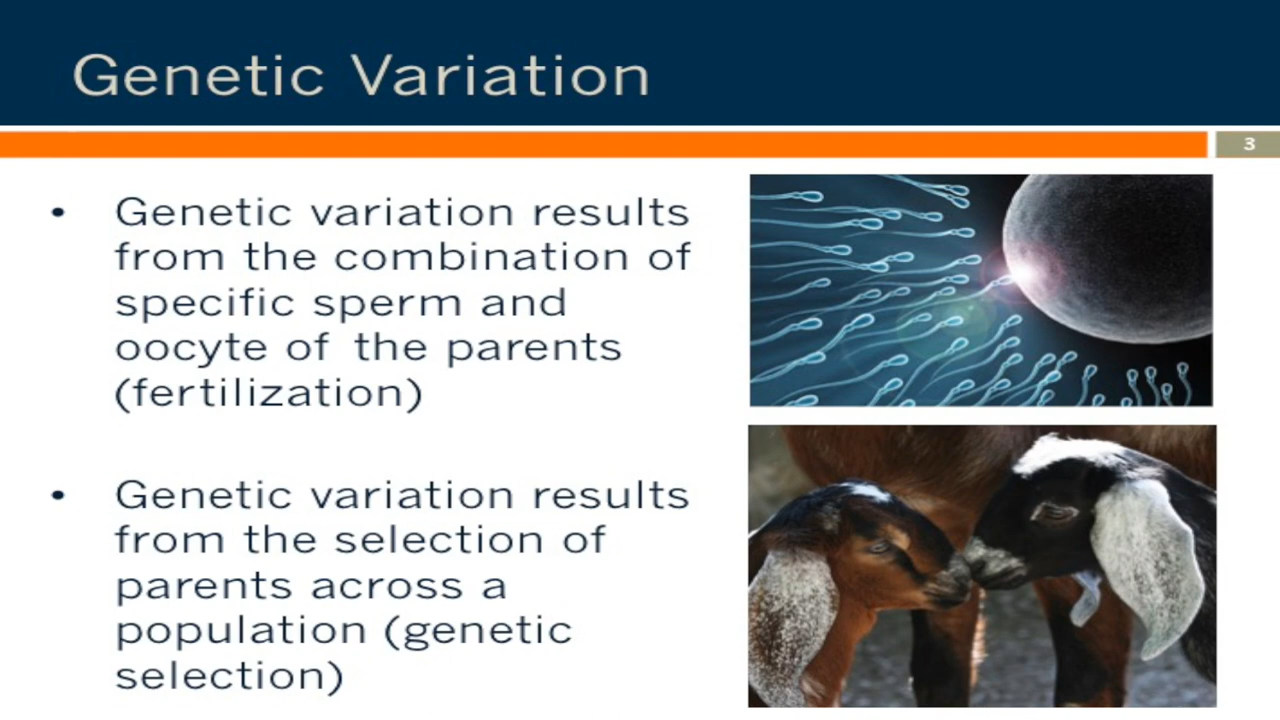 Genetic Variation
3
• Genetic variation results
from the combination of
specific sperm and
oocyte of the parents
(fertilization)
• Genetic variation results
from the selection of
parents across a
population (genetic
selection)